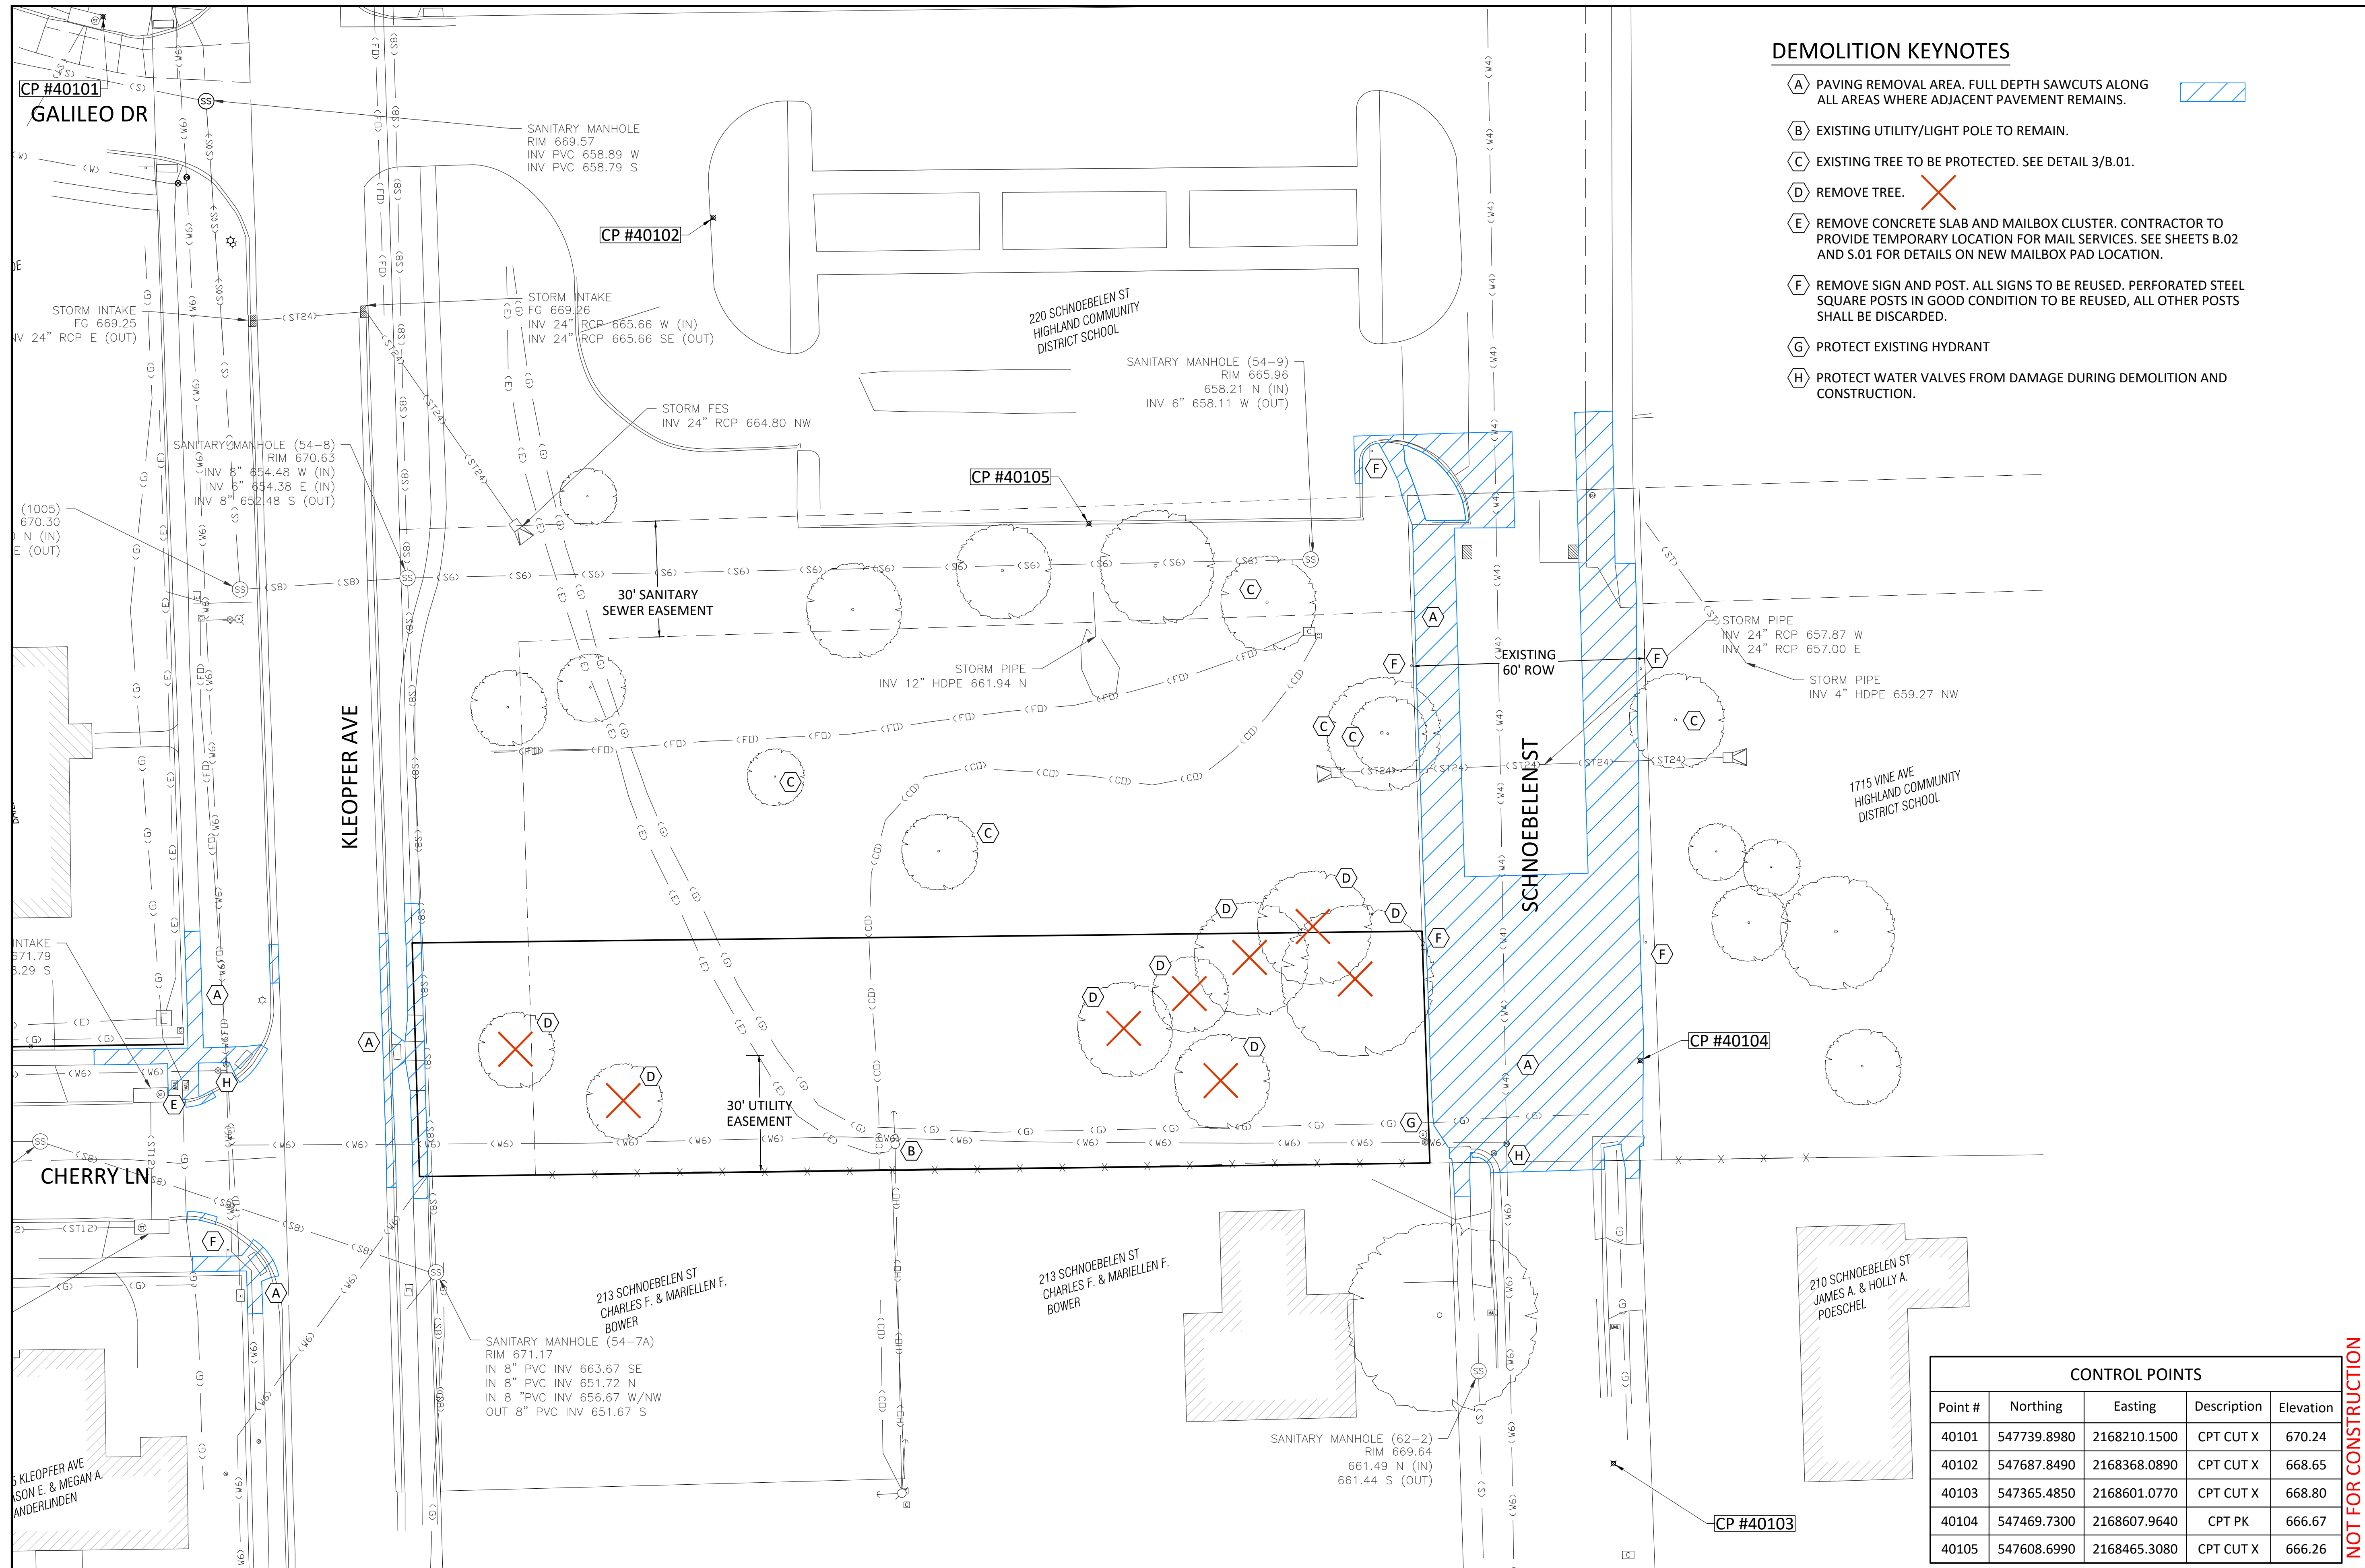 DEMOLITION KEYNOTES
A PAVING REMOVAL AREA. FULL DEPTH SAWCUTS ALONG
ALL AREAS WHERE ADJACENT PAVEMENT REMAINS.
B EXISTING UTILITY/LIGHT POLE TO REMAIN.
C EXISTING TREE TO BE PROTECTED. SEE DETAIL 3/B.01.
D REMOVE TREE.
E REMOVE CONCRETE SLAB AND MAILBOX CLUSTER. CONTRACTOR TO
PROVIDE TEMPORARY LOCATION FOR MAIL SERVICES. SEE SHEETS B.02
AND S.01 FOR DETAILS ON NEW MAILBOX PAD LOCATION.
F REMOVE SIGN AND POST. ALL SIGNS TO BE REUSED. PERFORATED STEEL
SQUARE POSTS IN GOOD CONDITION TO BE REUSED, ALL OTHER POSTS
SHALL BE DISCARDED.
G PROTECT EXISTING HYDRANT
H PROTECT WATER VALVES FROM DAMAGE DURING DEMOLITION AND
CONSTRUCTION.
CP #40101
GALILEO DR
SANITARY MANHOLE
RIM 669.57
INV PVC 658.89 W
INV PVC 658.79 S
CP #40102
STORM INTAKE
FG 669.25
NV 24" RCP E (OUT)
STORM INTAKE
FG 669.26
INV 24" RCP 665.66 W (IN)
INV 24" RCP 665.66 SE (OUT)
220 SCHNOEBELEN ST
HIGHLAND COMMUNITY
DISTRICT SCHOOL
SANITARY MANHOLE (54-9)
RIM 665.96
658.21 N (IN)
INV 6" 658.11 W (OUT)
STORM FES
INV 24" RCP 664.80 NW
SANITARY MANHOLE (54-8)
RIM 670.63
INV 8" 654.48 W (IN)
INV 6" 654.38 E (IN)
INV 8" 652.48 S (OUT)
CP #40105
(1005)
670.30
N (IN)
E (OUT)
30' SANITARY
SEWER EASEMENT
STORM PIPE
INV 12" HDPE 661.94 N
EXISTING
60' ROW
STORM PIPE
INV 24" RCP 657.87 W
INV 24" RCP 657.00 E
STORM PIPE
INV 4" HDPE 659.27 NW
KLEOPFER AVE
SCHNOEBELEN ST
1715 VINE AVE
HIGHLAND COMMUNITY
DISTRICT SCHOOL
INTAKE
671.79
.29 S
CP #40104
30' UTILITY
EASEMENT
CHERRY LN
213 SCHNOEBELEN ST
CHARLES F. & MARIELLEN F.
BOWER
213 SCHNOEBELEN ST
CHARLES F. & MARIELLEN F.
BOWER
210 SCHNOEBELEN ST
JAMES A. & HOLLY A.
POESCHEL
SANITARY MANHOLE (54-7A)
RIM 671.17
IN 8" PVC INV 663.67 SE
IN 8" PVC INV 651.72 N
IN 8 "PVC INV 656.67 W/NW
OUT 8" PVC INV 651.67 S
SANITARY MANHOLE (62-2)
RIM 669.64
661.49 N (IN)
661.44 S (OUT)
KLEOPFER AVE
ASON E. & MEGAN A.
ANDERLINDEN
CP #40103
CONTROL POINTS
Point # Northing Easting Description Elevation
40101 547739.8980 2168210.1500 CPT CUT X 670.24
40102 547687.8490 2168368.0890 CPT CUT X 668.65
40103 547365.4850 2168601.0770 CPT CUT X 668.80
40104 547469.7300 2168607.9640 CPT PK 666.67
40105 547608.6990 2168465.3080 CPT CUT X 666.26
NOT FOR CONSTRUCTION